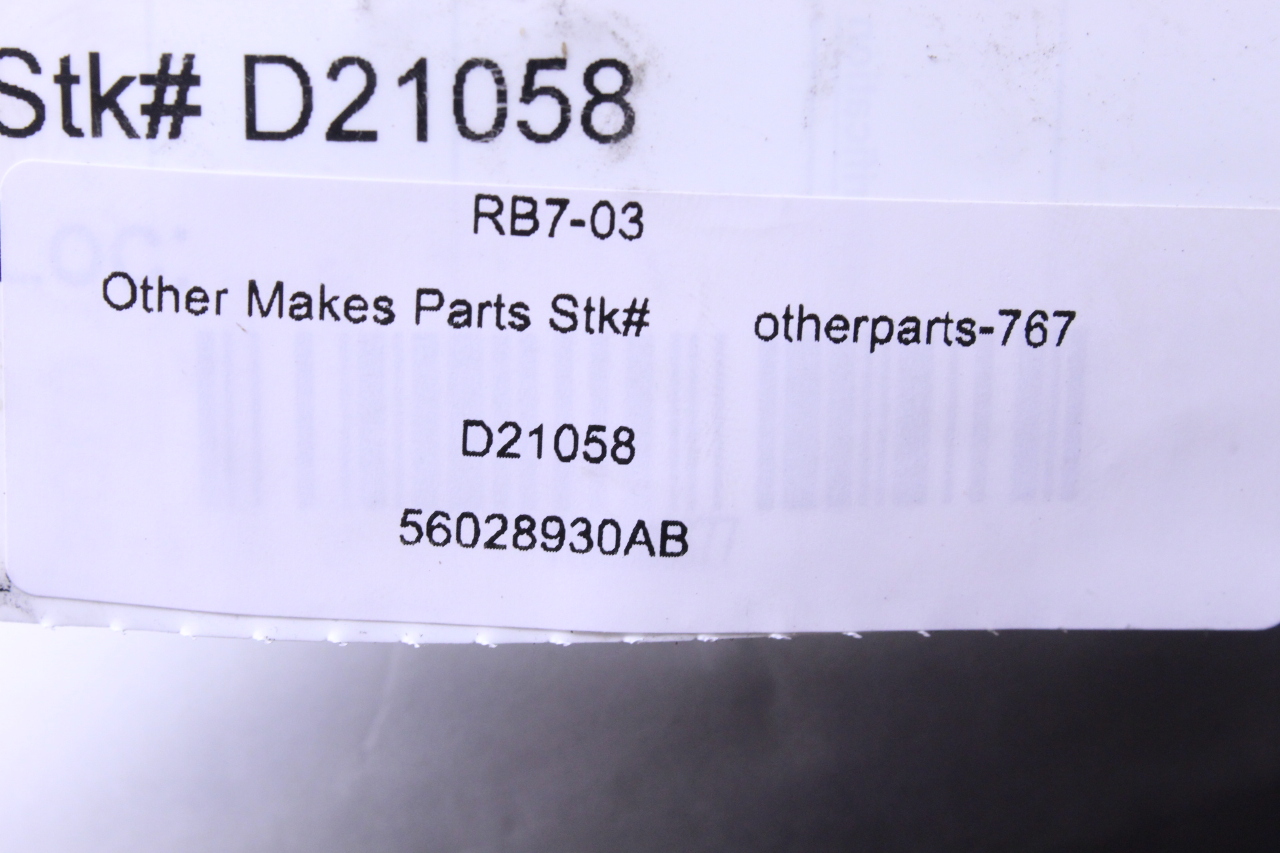 Stk# D21058
RB7-03
Other Makes Parts Stk# otherparts-767
D21058
56028930AB